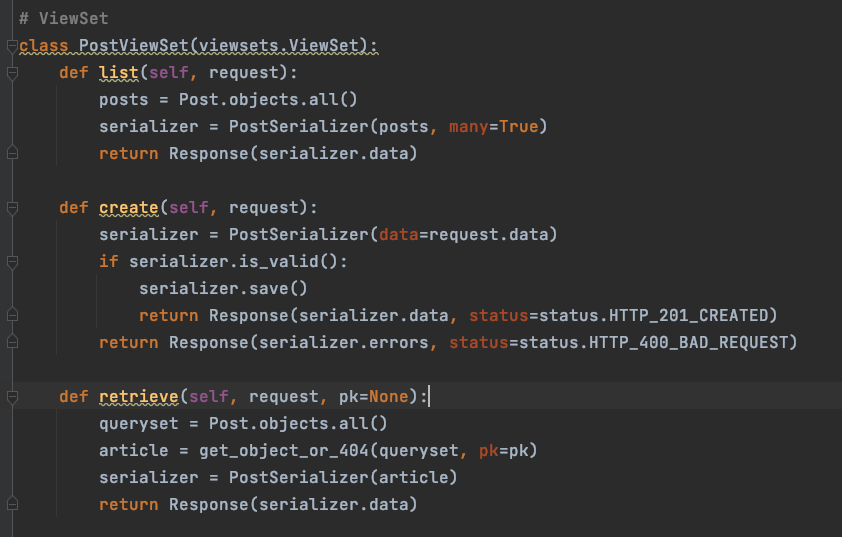 # ViewSet
class PostViewSet(viewsets.ViewSet):
    def list(self, request):
        posts = Post.objects.all()
        serializer = PostSerializer(posts, many=True)
        return Response(serializer.data)

    def create(self, request):
        serializer = PostSerializer(data=request.data)
        if serializer.is_valid():
            serializer.save()
            return Response(serializer.data, status=status.HTTP_201_CREATED)
        return Response(serializer.errors, status=status.HTTP_400_BAD_REQUEST)

    def retrieve(self, request, pk=None):
        queryset = Post.objects.all()
        article = get_object_or_404(queryset, pk=pk)
        serializer = PostSerializer(article)
        return Response(serializer.data)